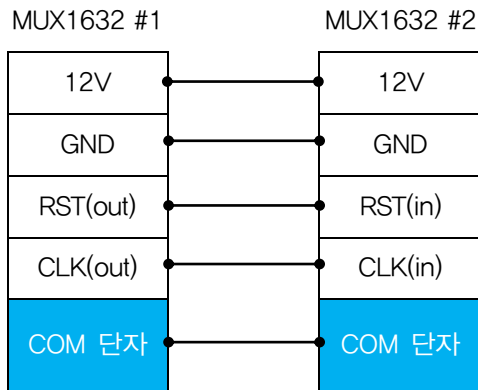 MUX1632 #1 MUX1632 #2
12V 12V
GND GND
RST(out) RST(in)
CLK(out) CLK(in)
COM 단자 COM 단자